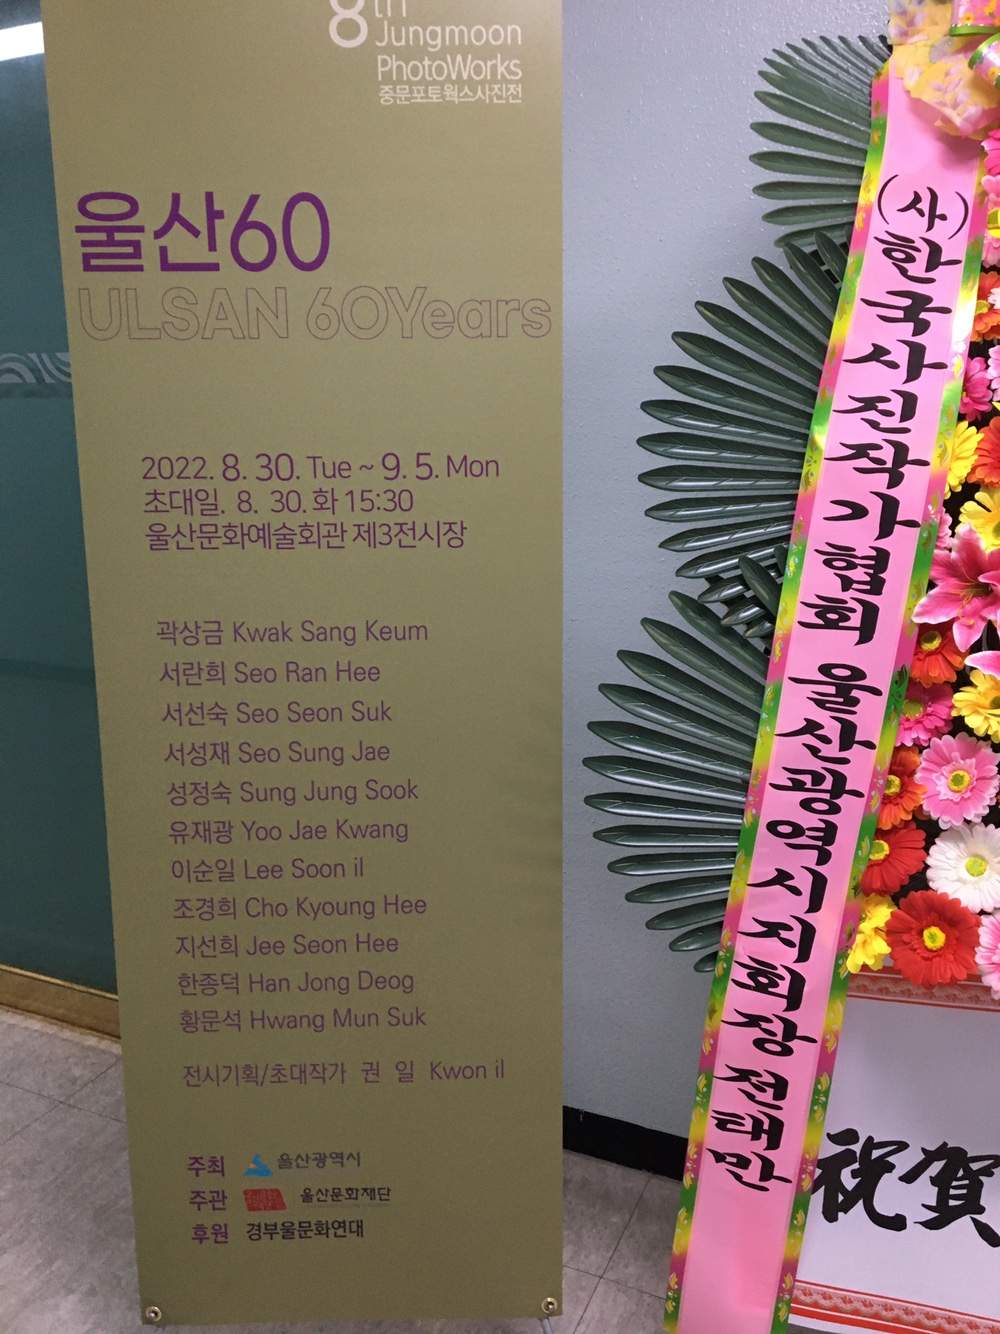 8th
Jungmoon
PhotoWorks
중문포토웍스사진전
울산60
ULSAN 60Years
2022. 8. 30. Tue ~ 9. 5. Mon
초대일. 8. 30. 화 15:30
울산문화예술회관 제3전시장
곽상금 Kwak Sang Keum
서란희 Seo Ran Hee
서선숙 Seo Seon Suk
서성재 Seo Sung Jae
성정숙 Sung Jung Sook
유재광 Yoo Jae Kwang
이순일 Lee Soon il
조경희 Cho Kyoung Hee
지선희 Jee Seon Hee
한종덕 Han Jong Deog
황문석 Hwang Mun Suk
전시기획/초대작가 권 일 Kwon il
주최 울산광역시
주관 울산문화재단
후원 경부울문화연대
(사)한국사진작가협회 울산광역시지회장 전태만
祝賀